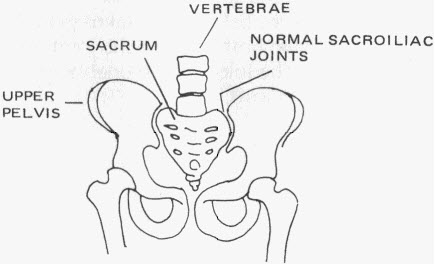 VERTEBRAE
SACRUM
NORMAL SACROILIAC
JOINTS
UPPER
PELVIS